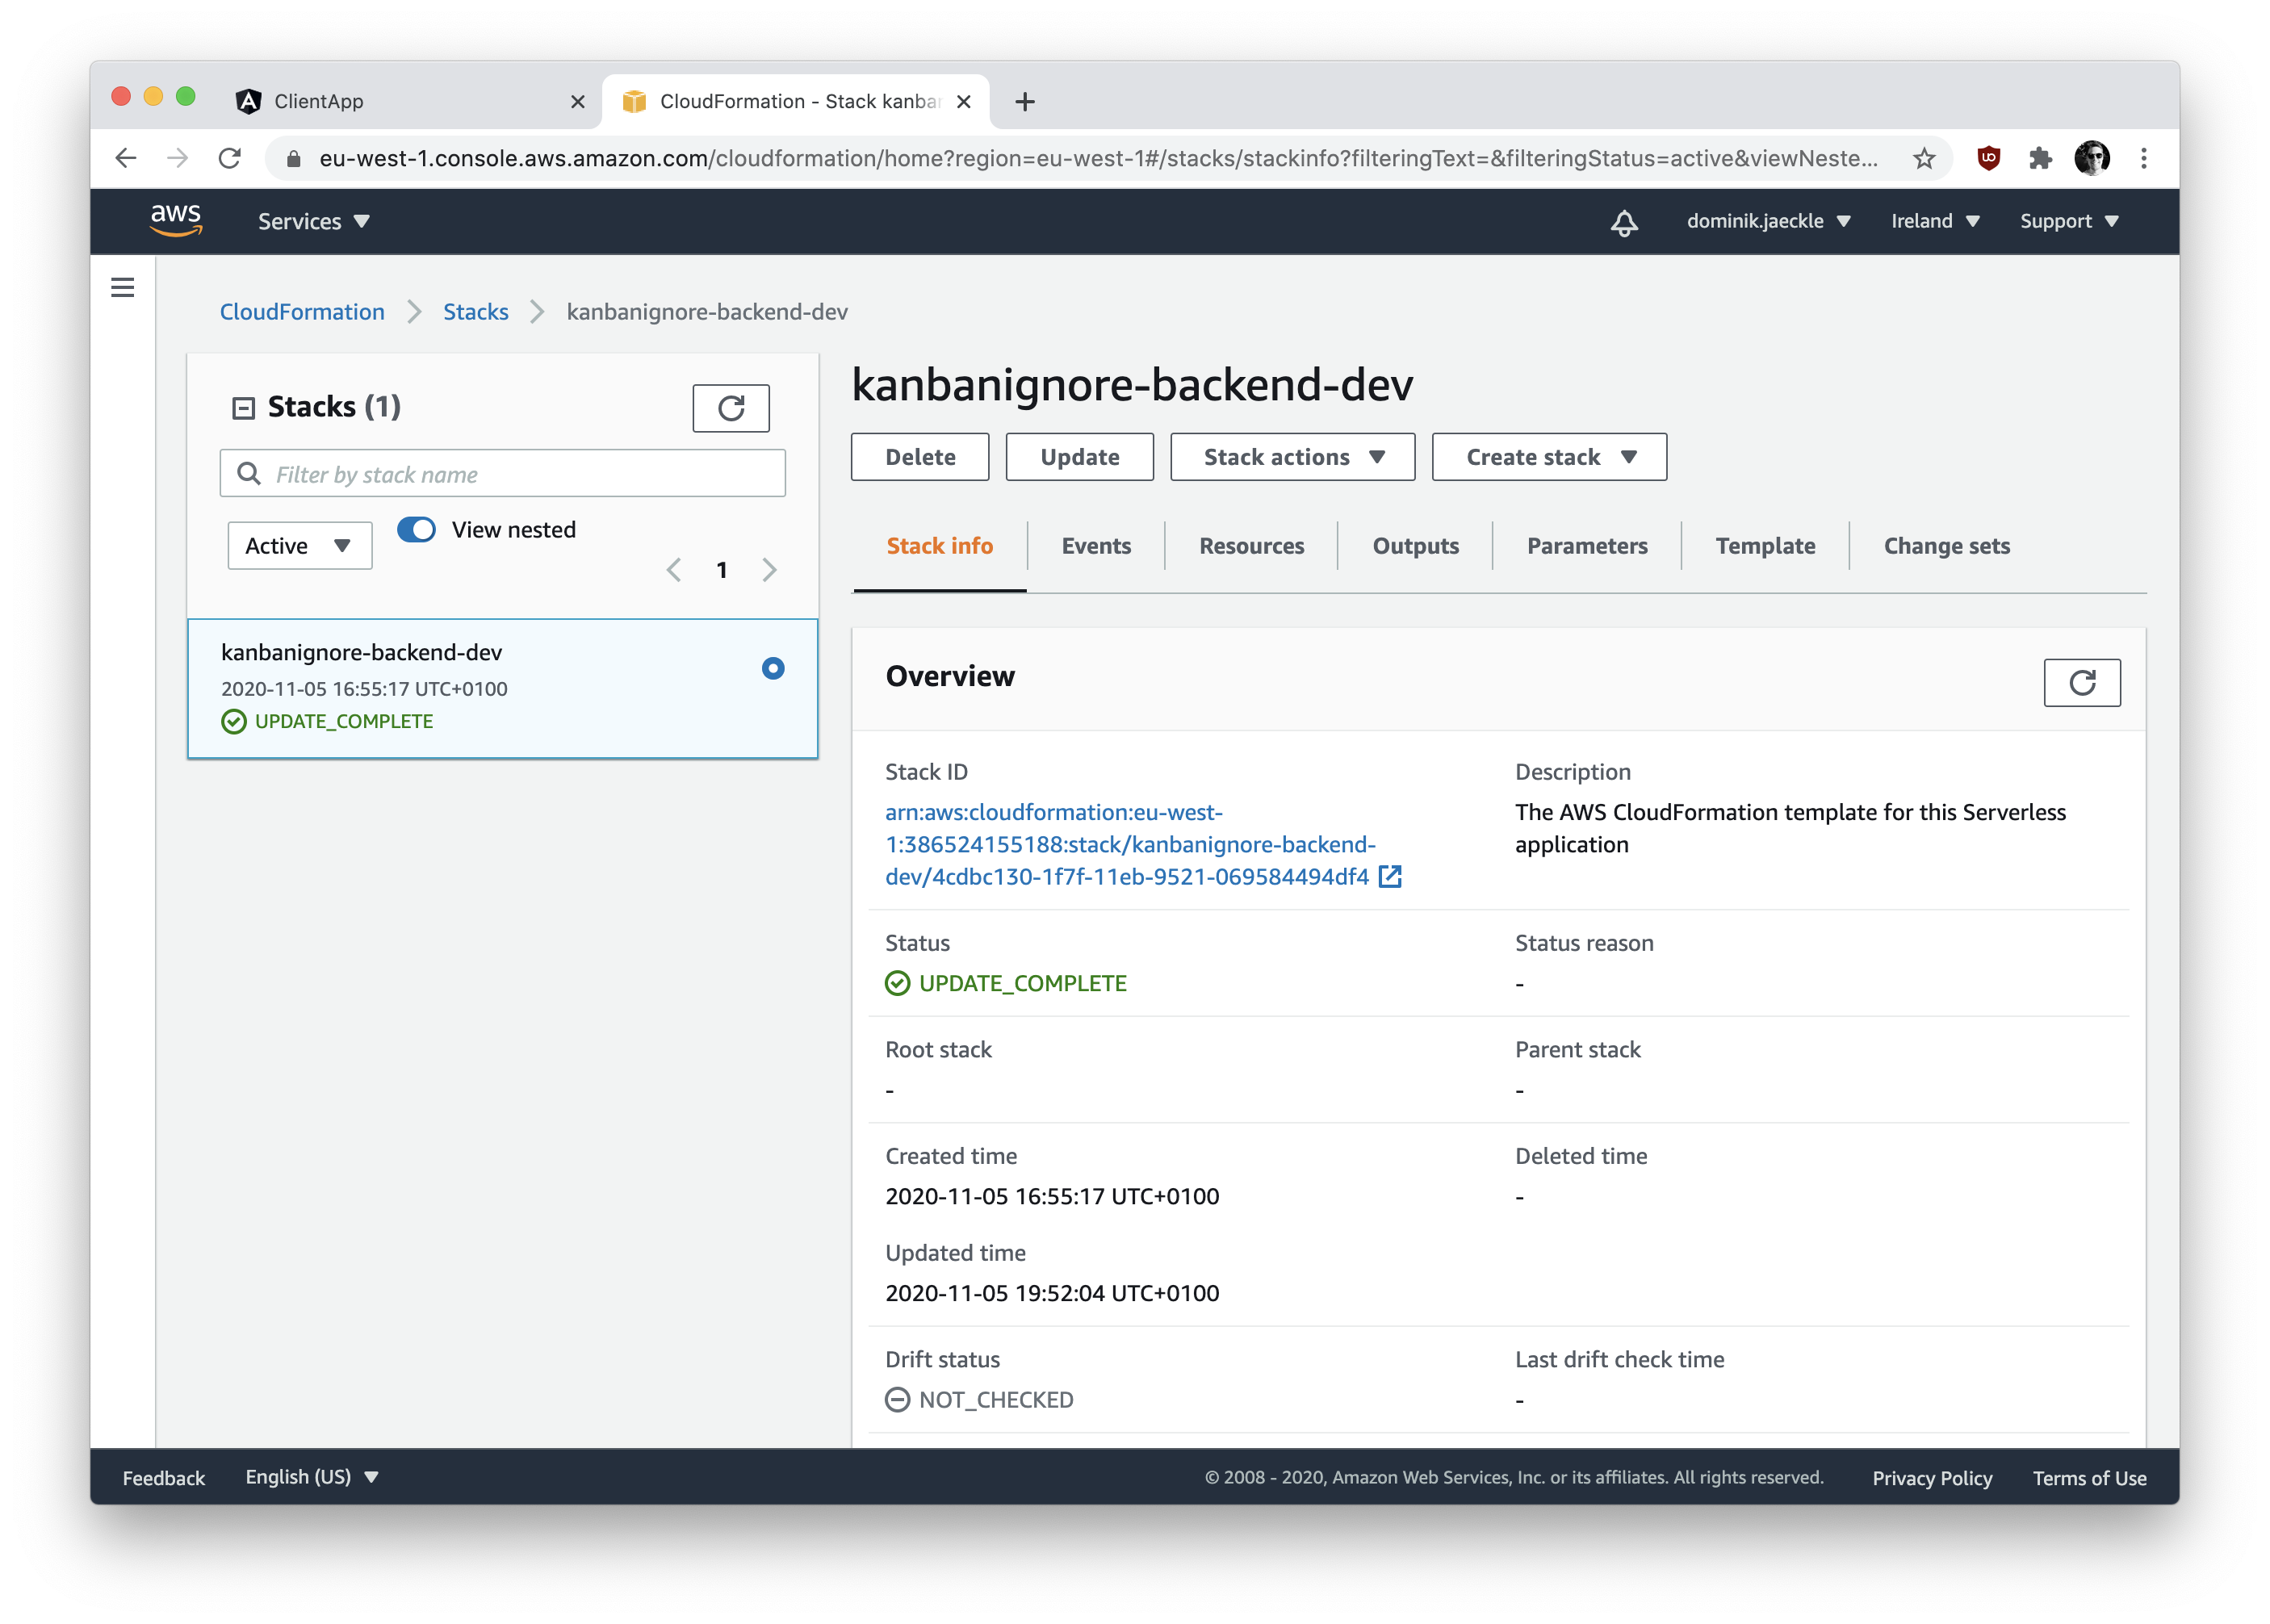 ClientApp
CloudFormation - Stack kanban
eu-west-1.console.aws.amazon.com/cloudformation/home?region=eu-west-1#/stacks/stackinfo?filteringText=&filteringStatus=active&viewNeste...
aws
Services
dominik.jaeckle
Ireland
Support
CloudFormation
Stacks
kanbanignore-backend-dev
Stacks (1)
Filter by stack name
Active
View nested
1
kanbanignore-backend-dev
2020-11-05 16:55:17 UTC+0100
UPDATE_COMPLETE
kanbanignore-backend-dev
Delete
Update
Stack actions
Create stack
Stack info
Events
Resources
Outputs
Parameters
Template
Change sets
Overview
Stack ID
arn:aws:cloudformation:eu-west-
1:386524155188:stack/kanbanignore-backend-
dev/4cdbc130-1f7f-11eb-9521-069584494df4
Description
The AWS CloudFormation template for this Serverless
application
Status
UPDATE_COMPLETE
Status reason
-
Root stack
-
Parent stack
-
Created time
2020-11-05 16:55:17 UTC+0100
Deleted time
-
Updated time
2020-11-05 19:52:04 UTC+0100
Drift status
NOT_CHECKED
Last drift check time
-
Feedback
English (US)
© 2008 - 2020, Amazon Web Services, Inc. or its affiliates. All rights reserved.
Privacy Policy
Terms of Use